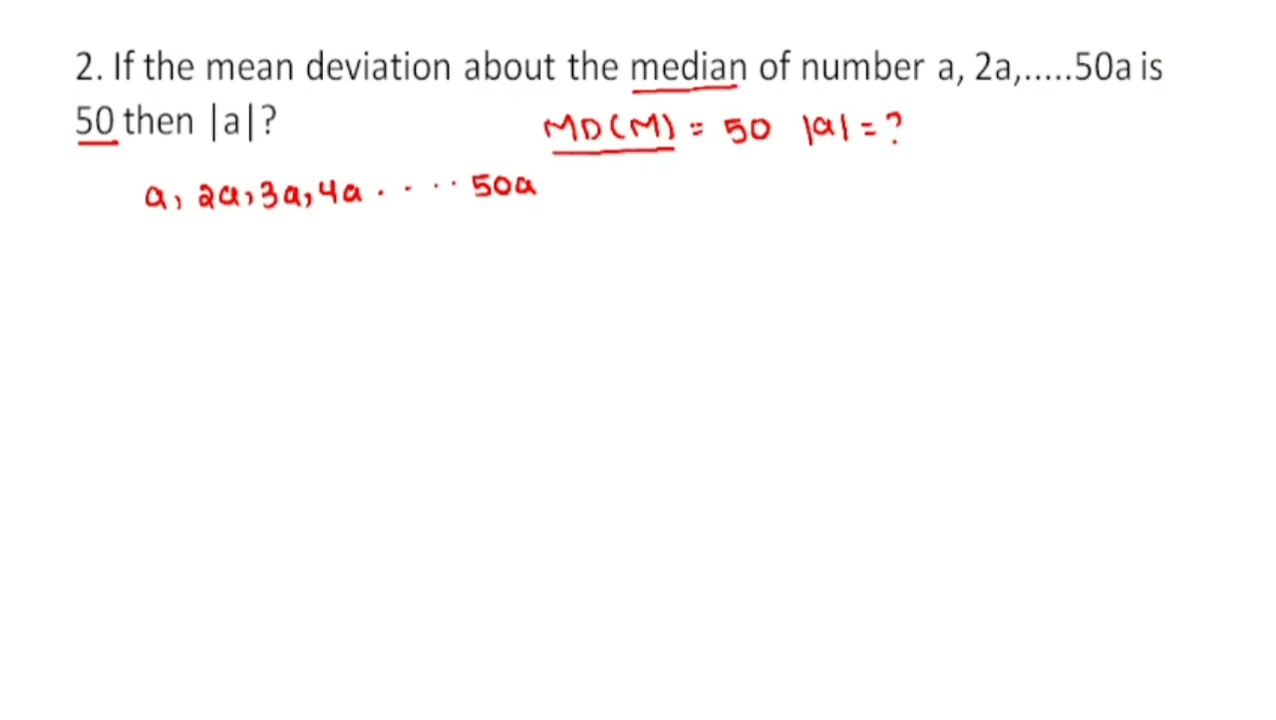 2. If the mean deviation about the median of number a, 2a,.....50a is
50 then |a|?
MD(M) = 50 |a| = ?
a, 2a, 3a, 4a . . . . 50a